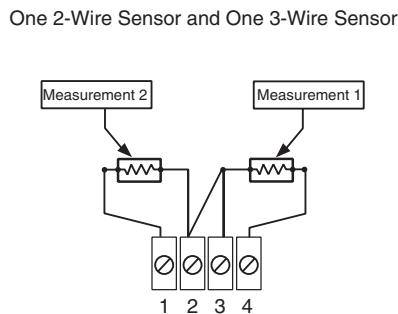 One 2-Wire Sensor and One 3-Wire Sensor
Measurement 2 Measurement 1
1 2 3 4